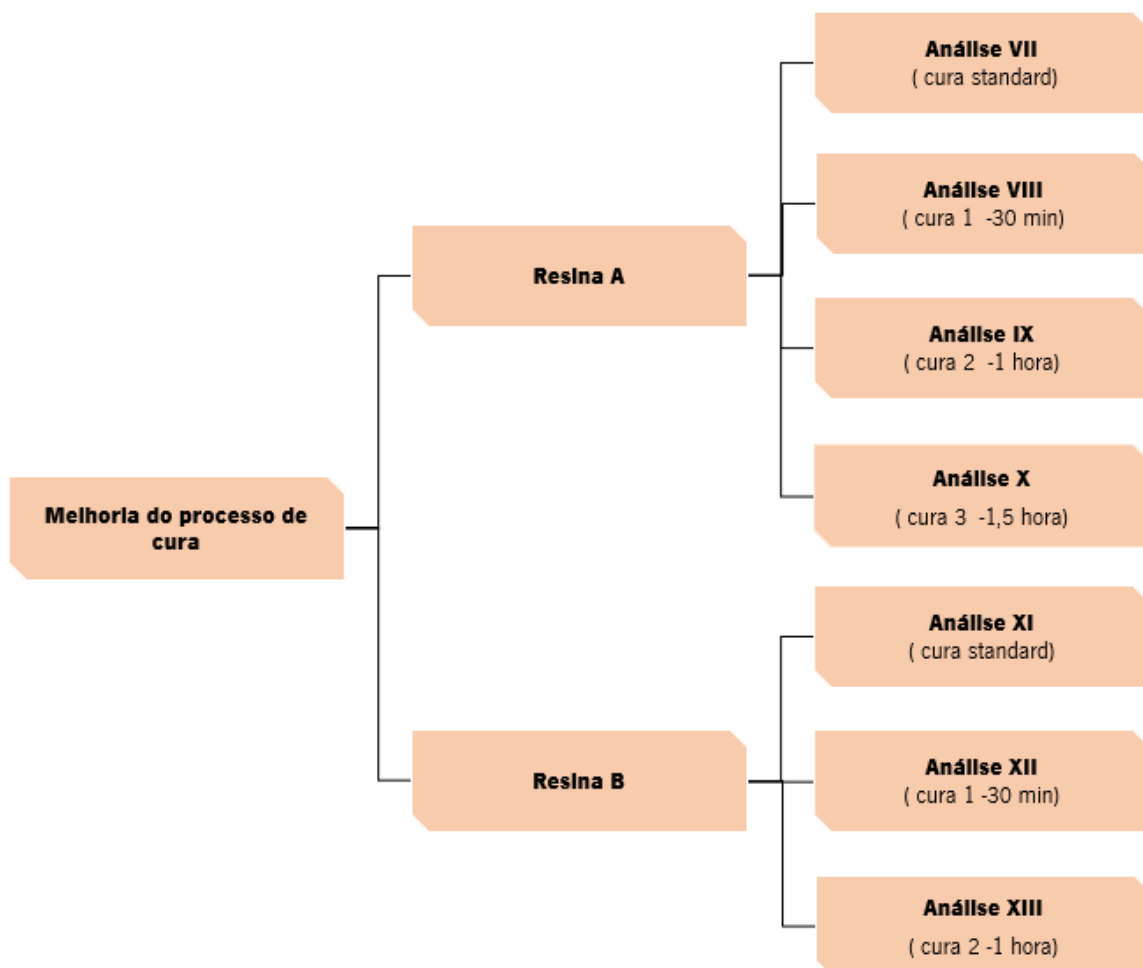 Análise VII
( cura standard)
Análise VIII
( cura 1 -30 min)
Resina A
Análise IX
( cura 2 -1 hora)
Análise X
( cura 3 -1,5 hora)
Melhoria do processo de
cura
Análise XI
( cura standard)
Resina B
Análise XII
( cura 1 -30 min)
Análise XIII
( cura 2 -1 hora)